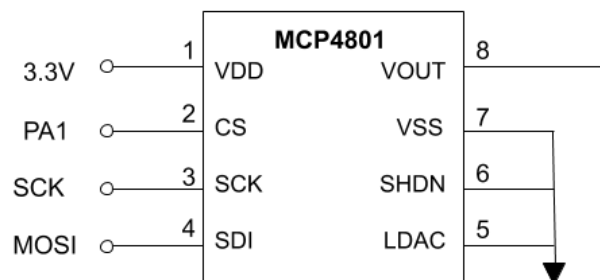 MCP4801
3.3V 1 VDD VOUT 8
PA1 2 CS VSS 7
SCK 3 SCK SHDN 6
MOSI 4 SDI LDAC 5